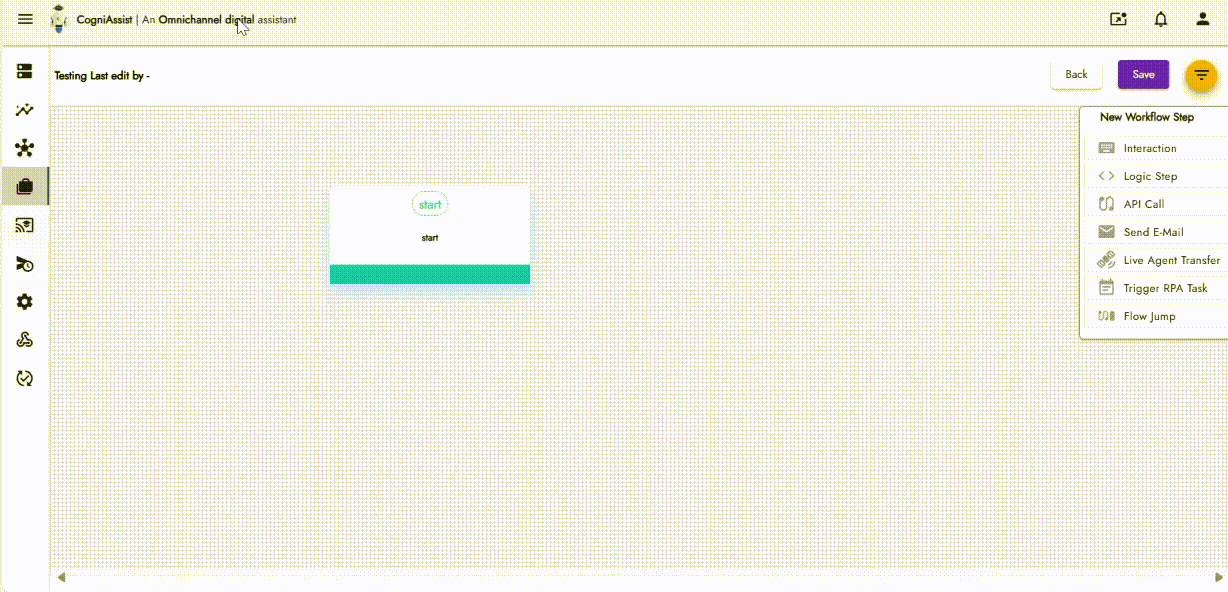 CogniAssist | An Omnichannel digital assistant
Testing Last edit by -
Back
Save
New Workflow Step
Interaction
Logic Step
API Call
Send E-Mail
Live Agent Transfer
Trigger RPA Task
Flow Jump
start
start